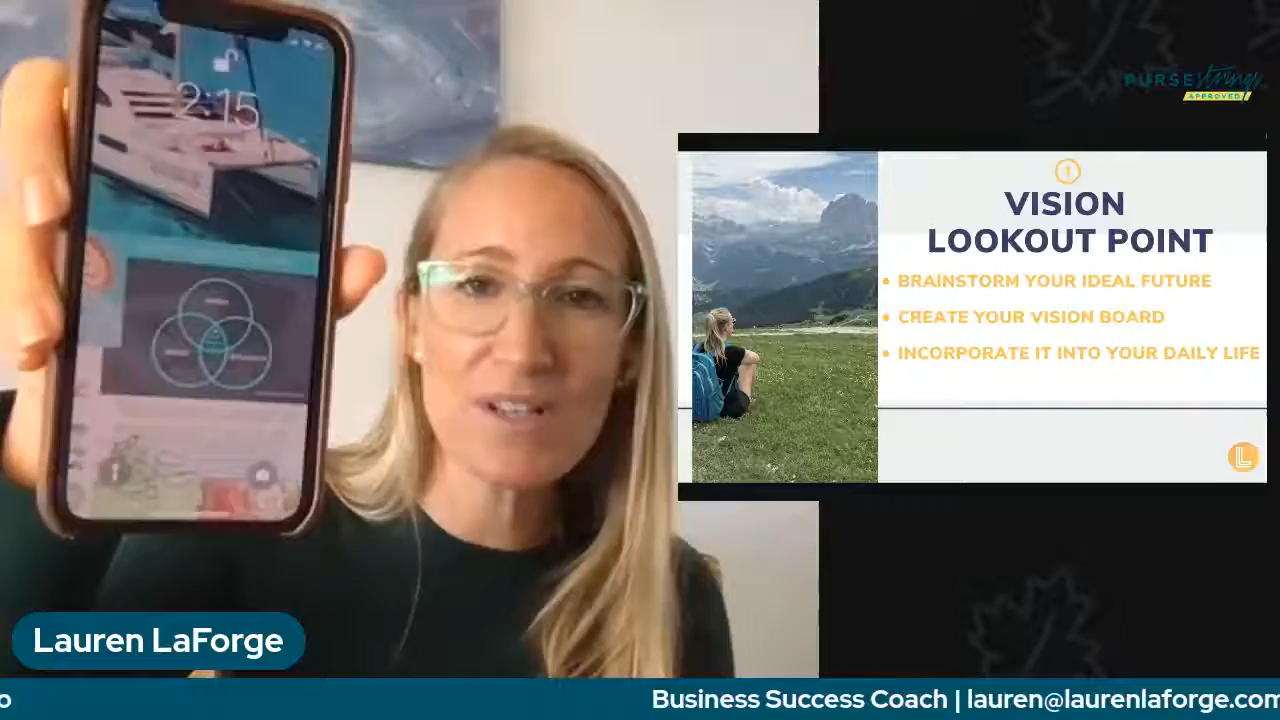 2:15
PURSE Strings
APPROVED
VISION
LOOKOUT POINT
• BRAINSTORM YOUR IDEAL FUTURE
• CREATE YOUR VISION BOARD
• INCORPORATE IT INTO YOUR DAILY LIFE
L
Lauren LaForge
o
Business Success Coach | lauren@laurenlaforge.com